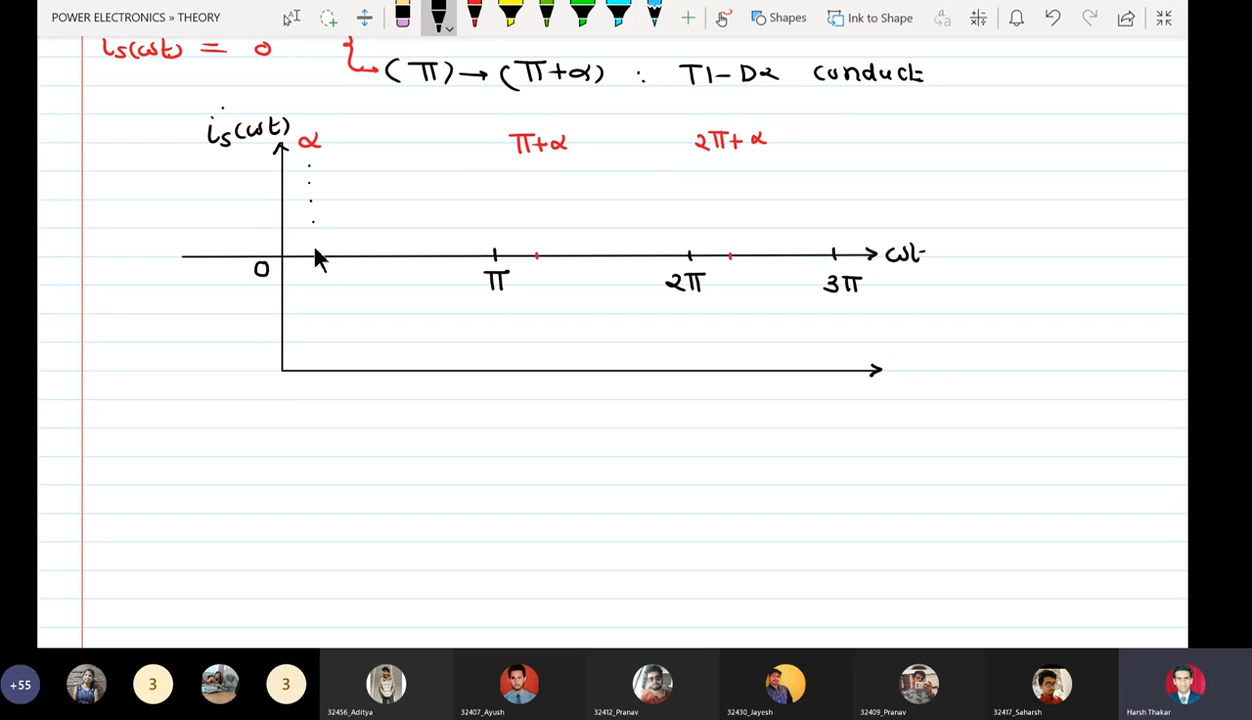 POWER ELECTRONICS » THEORY
Shapes
Ink to Shape
is(ωt) = 0
(π) → (π+α) : T1-D2 conduct
is(ωt)
α
π+α
2π+α
0
π
2π
3π
ωt
+55
3
3
32456_Aditya
32407_Ayush
32412_Pranav
32430_Jayesh
32409_Pranav
32417_Saharsh
Harsh Thakar